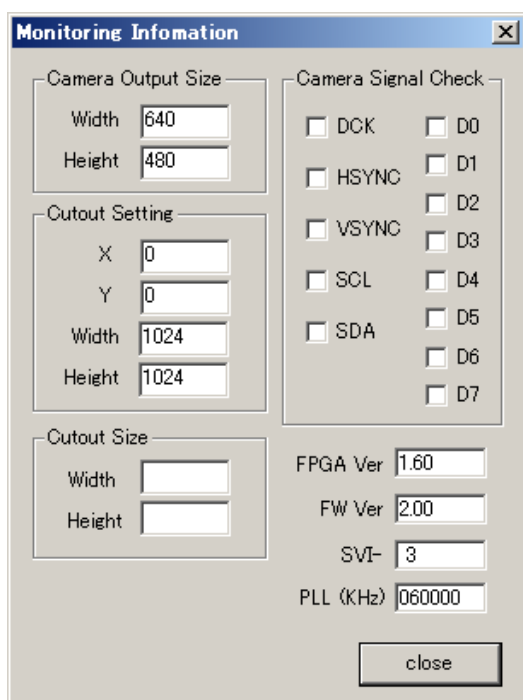 Monitoring Infomation
Camera Output Size
Width 640
Height 480
Cutout Setting
X 0
Y 0
Width 1024
Height 1024
Cutout Size
Width
Height
Camera Signal Check
DCK
HSYNC
VSYNC
SCL
SDA
D0
D1
D2
D3
D4
D5
D6
D7
FPGA Ver 1.60
FW Ver 2.00
SVI- 3
PLL (KHz) 060000
close